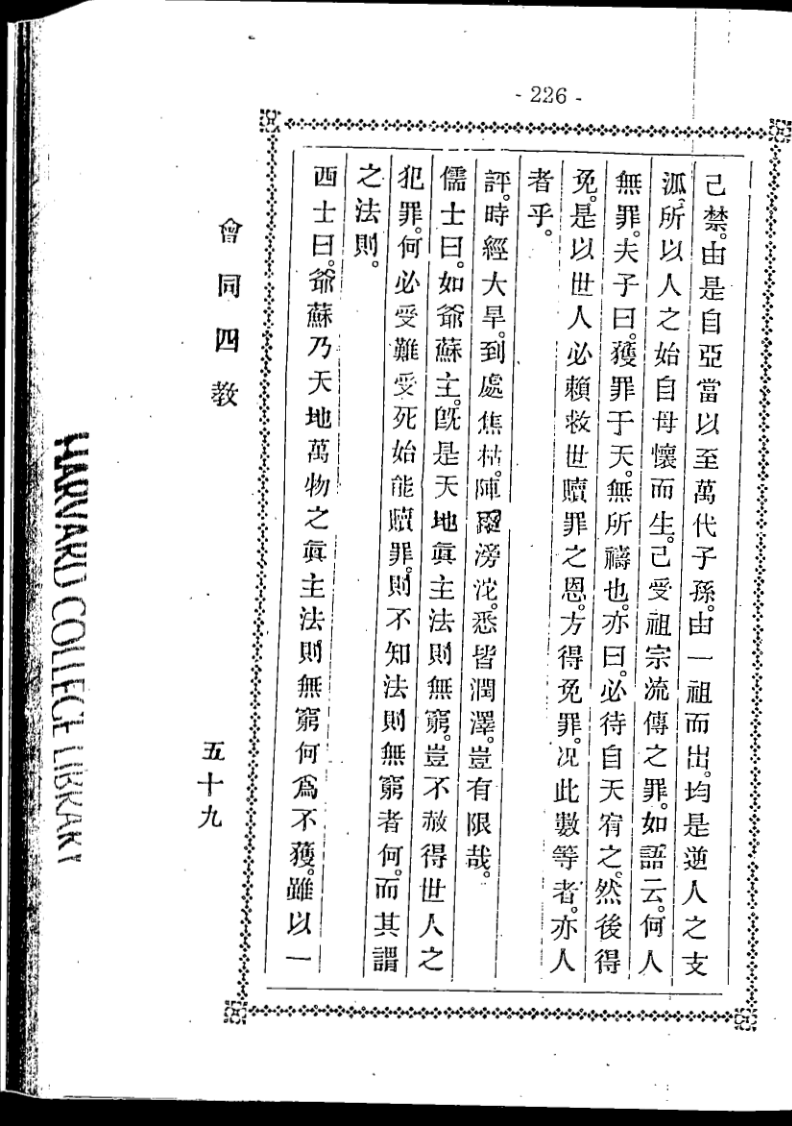 - 226 -
己禁。由是自亞當以至萬代子孫。由一祖而出。均是逆人之支
派。所以人之始自母懷而生。己受祖宗流傳之罪。如語云。何人
無罪。夫子曰。獲罪于天。無所禱也。亦曰。必待自天宥之。然後得
免。是以世人必賴救世贖罪之恩。方得免罪。况此數等者。亦人
者乎。
評。時經大旱。到處焦枯。陣雨滂沱。悉皆潤澤。豈有限哉。
儒士曰。如爺蘇主。旣是天地眞主法則無窮。豈不赦得世人之
犯罪。何必受難受死始能贖罪。則不知法則無窮者何。而其謂
之法則。
西士曰。爺蘇乃天地萬物之眞主法則無窮何爲不獲。雖以一
會同四教
五十九
HARVARD COLLEGE LIBRARY